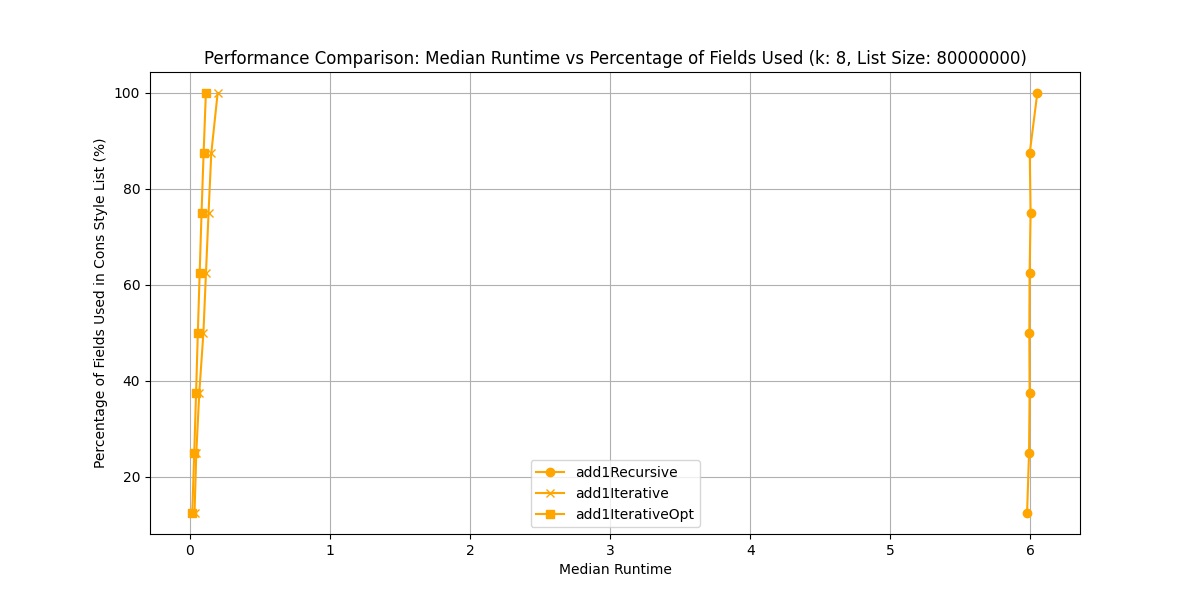 Performance Comparison: Median Runtime vs Percentage of Fields Used (k: 8, List Size: 80000000)
Percentage of Fields Used in Cons Style List (%)
100
80
60
40
20
add1Recursive
add1Iterative
add1IterativeOpt
0 1 2 3 4 5 6
Median Runtime